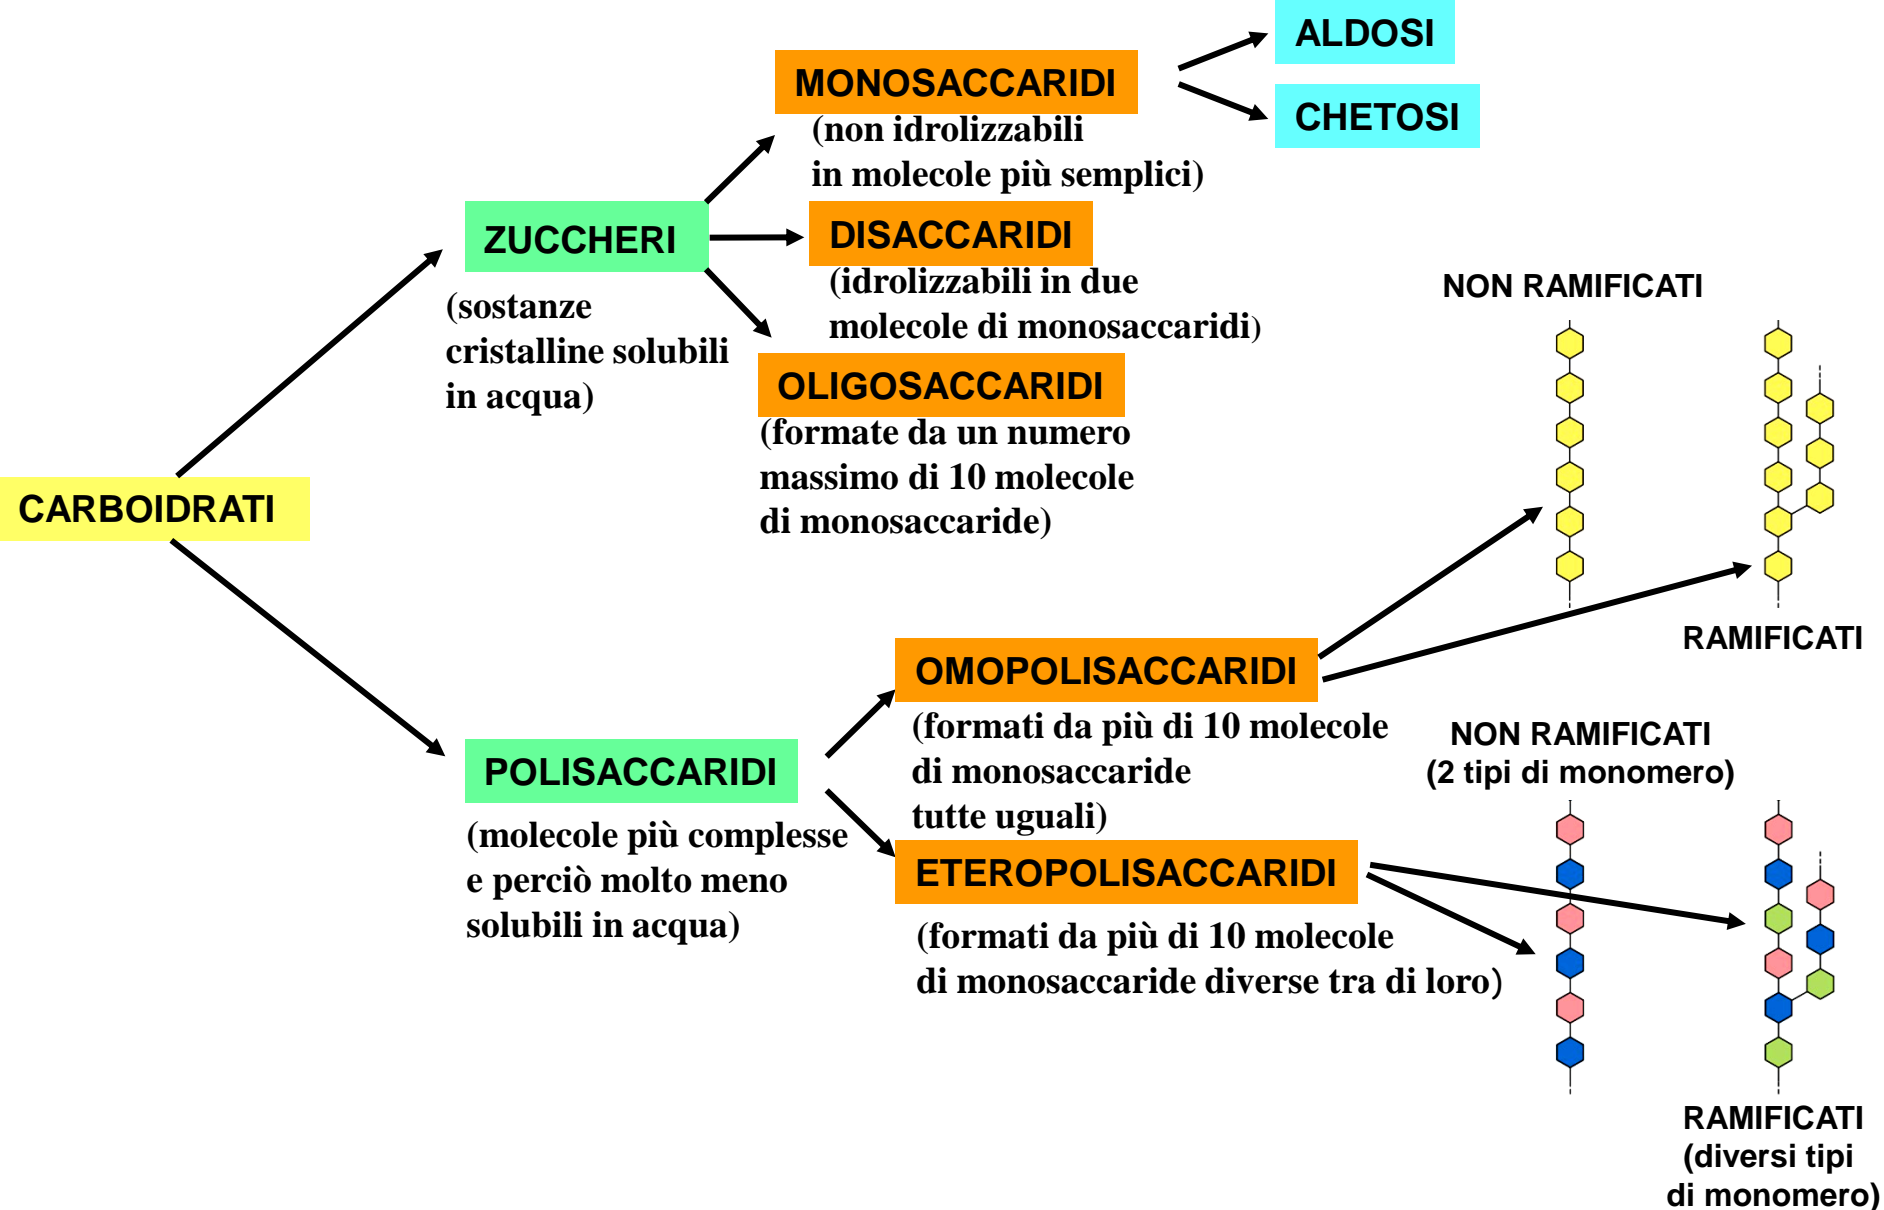 ALDOSI
MONOSACCARIDI
CHETOSI
(non idrolizzabili
in molecole più semplici)
ZUCCHERI
(sostanze
cristalline solubili
in acqua)
DISACCARIDI
(idrolizzabili in due
molecole di monosaccaridi)
OLIGOSACCARIDI
(formate da un numero
massimo di 10 molecole
di monosaccaride)
CARBOIDRATI
NON RAMIFICATI
RAMIFICATI
OMOPOLISACCARIDI
(formati da più di 10 molecole
di monosaccaride
tutte uguali)
POLISACCARIDI
(molecole più complesse
e perciò molto meno
solubili in acqua)
ETEROPOLISACCARIDI
(formati da più di 10 molecole
di monosaccaride diverse tra di loro)
NON RAMIFICATI
(2 tipi di monomero)
RAMIFICATI
(diversi tipi
di monomero)